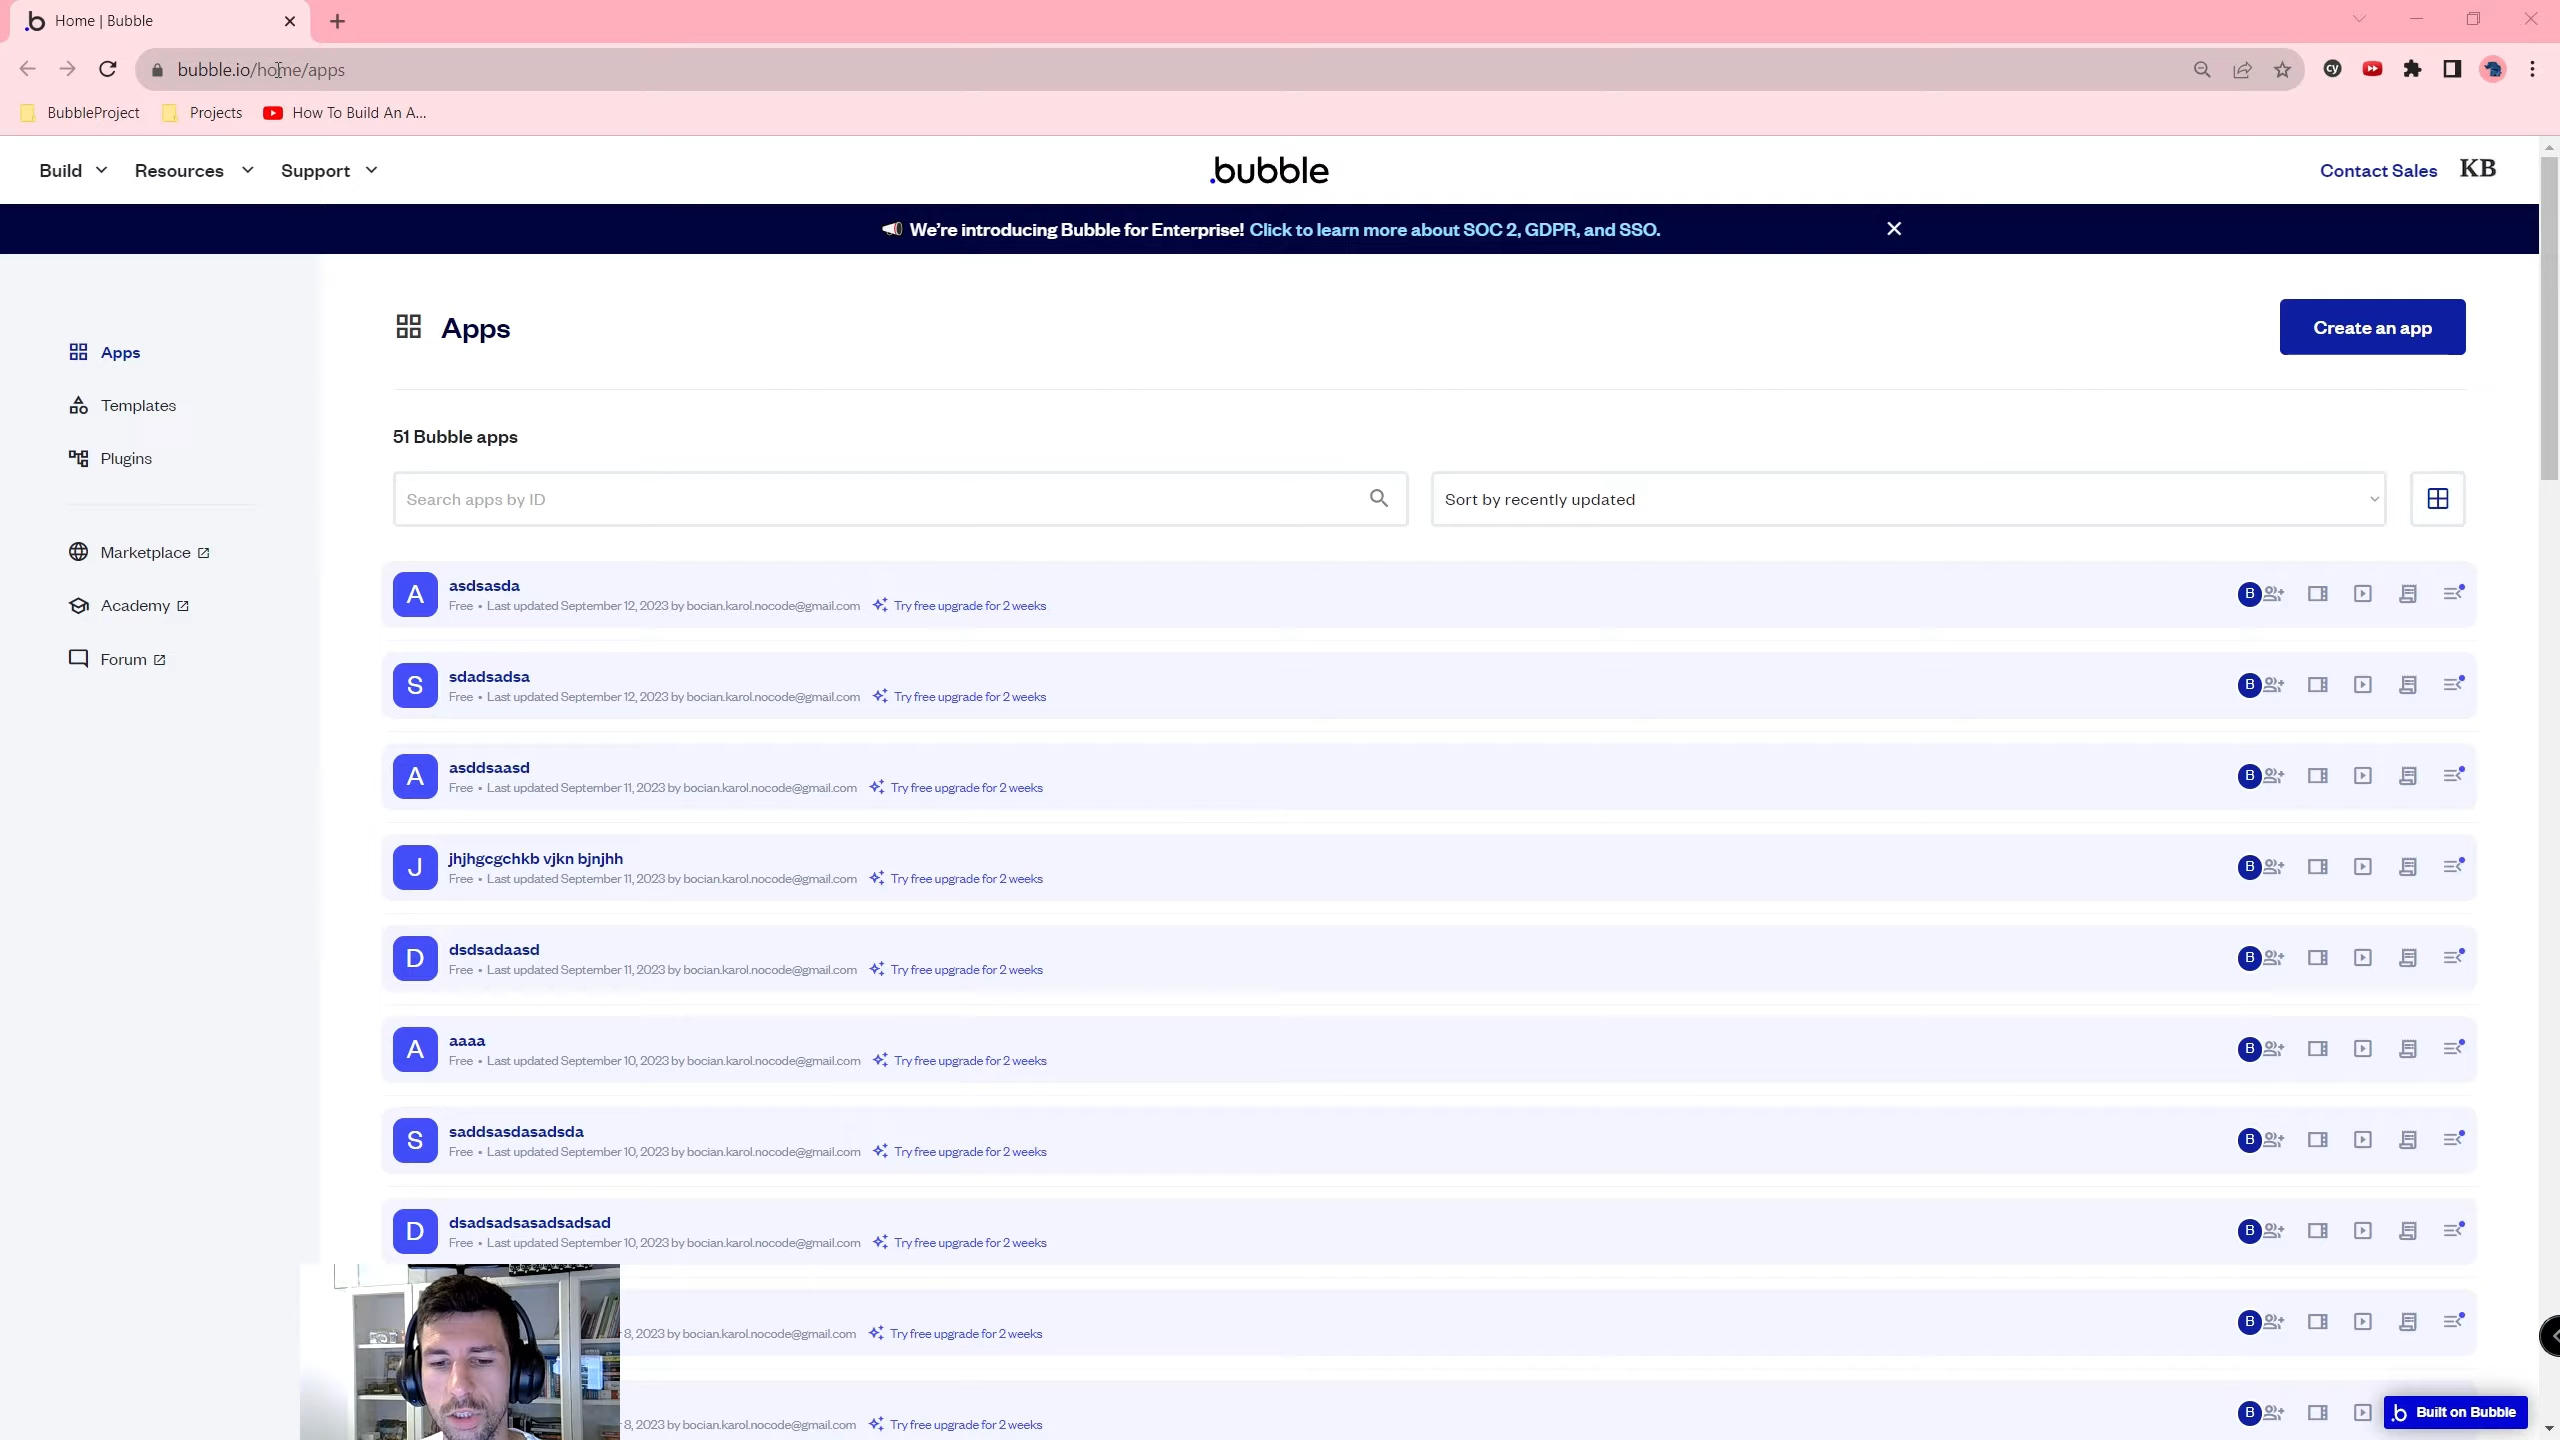 Home | Bubble
bubble.io/home/apps
BubbleProject
Projects
How To Build An A...
Build
Resources
Support
.bubble
Contact Sales
KB
We're introducing Bubble for Enterprise! Click to learn more about SOC 2, GDPR, and SSO.
Apps
Templates
Plugins
Marketplace
Academy
Forum
Apps
Create an app
51 Bubble apps
Search apps by ID
Sort by recently updated
A
asdsasda
Free • Last updated September 12, 2023 by bocian.karol.nocode@gmail.com Try free upgrade for 2 weeks
B
S
sdadsadsa
Free • Last updated September 12, 2023 by bocian.karol.nocode@gmail.com Try free upgrade for 2 weeks
B
A
asddsaasd
Free • Last updated September 11, 2023 by bocian.karol.nocode@gmail.com Try free upgrade for 2 weeks
B
J
jhjhgcgchkb vjkn bjnjhh
Free • Last updated September 11, 2023 by bocian.karol.nocode@gmail.com Try free upgrade for 2 weeks
B
D
dsdsadaasd
Free • Last updated September 11, 2023 by bocian.karol.nocode@gmail.com Try free upgrade for 2 weeks
B
A
aaaa
Free • Last updated September 10, 2023 by bocian.karol.nocode@gmail.com Try free upgrade for 2 weeks
B
S
saddsasdasadsda
Free • Last updated September 10, 2023 by bocian.karol.nocode@gmail.com Try free upgrade for 2 weeks
B
D
dsadsadsasadsadsad
Free • Last updated September 10, 2023 by bocian.karol.nocode@gmail.com Try free upgrade for 2 weeks
B
8, 2023 by bocian.karol.nocode@gmail.com Try free upgrade for 2 weeks
B
8, 2023 by bocian.karol.nocode@gmail.com Try free upgrade for 2 weeks
B
Built on Bubble